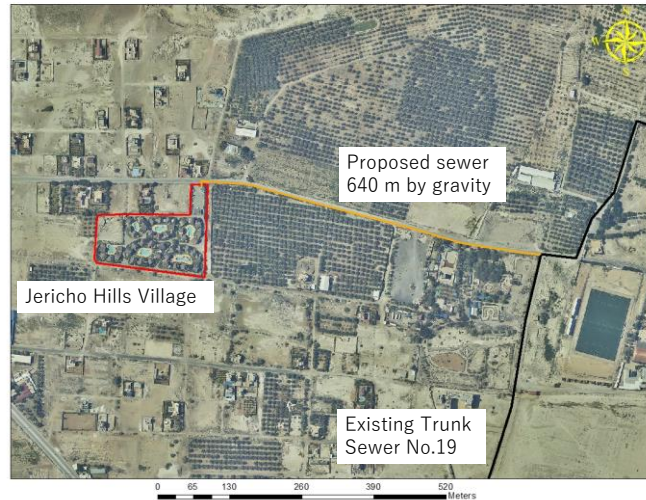 Proposed sewer
640 m by gravity
Jericho Hills Village
Existing Trunk
Sewer No.19
0 65 130 260 390 520
Meters